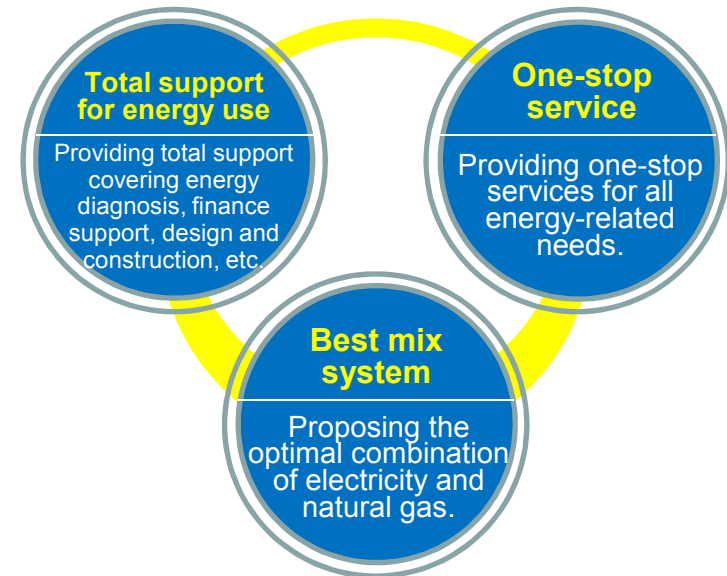 Total support
for energy use
Providing total support
covering energy
diagnosis, finance
support, design and
construction, etc.
One-stop
service
Providing one-stop
services for all
energy-related
needs.
Best mix
system
Proposing the
optimal combination
of electricity and
natural gas.